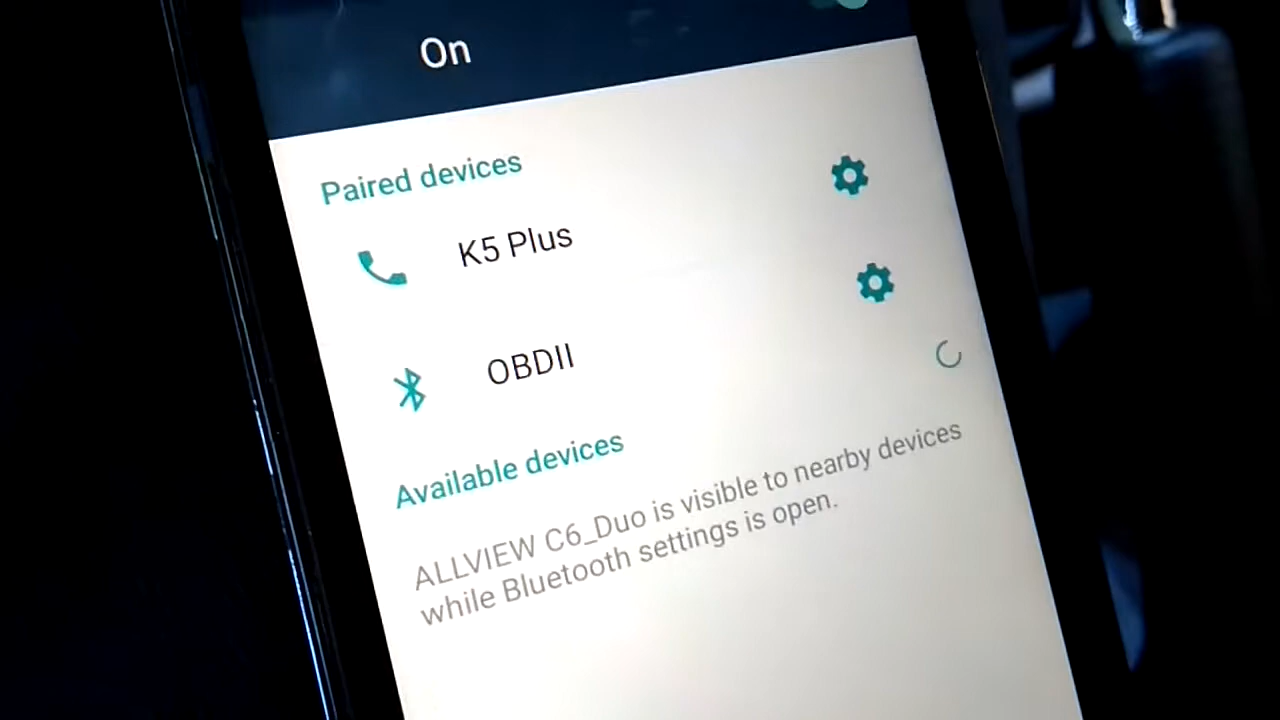 On
Paired devices
K5 Plus
OBDII
Available devices
ALLVIEW C6_Duo is visible to nearby devices
while Bluetooth settings is open.